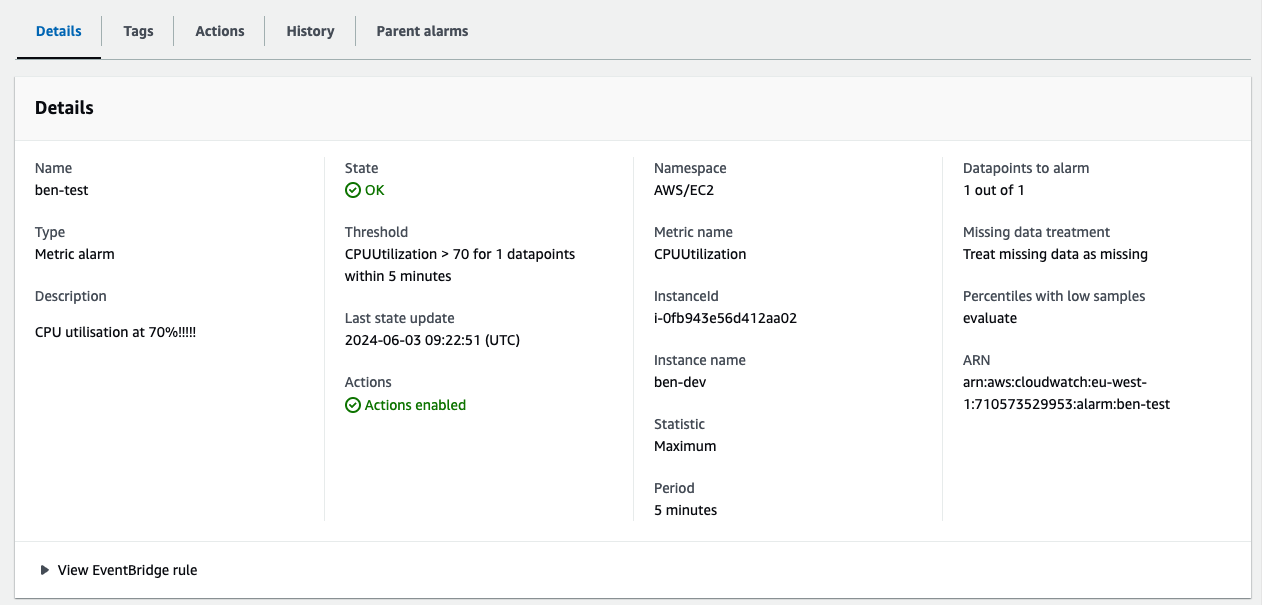 Details
Tags
Actions
History
Parent alarms
Details
Name
ben-test
Type
Metric alarm
Description
CPU utilisation at 70%!!!!!
State
OK
Threshold
CPUUtilization > 70 for 1 datapoints
within 5 minutes
Last state update
2024-06-03 09:22:51 (UTC)
Actions
Actions enabled
Namespace
AWS/EC2
Metric name
CPUUtilization
InstanceId
i-0fb943e56d412aa02
Instance name
ben-dev
Statistic
Maximum
Period
5 minutes
Datapoints to alarm
1 out of 1
Missing data treatment
Treat missing data as missing
Percentiles with low samples
evaluate
ARN
arn:aws:cloudwatch:eu-west-
1:710573529953:alarm:ben-test
View EventBridge rule